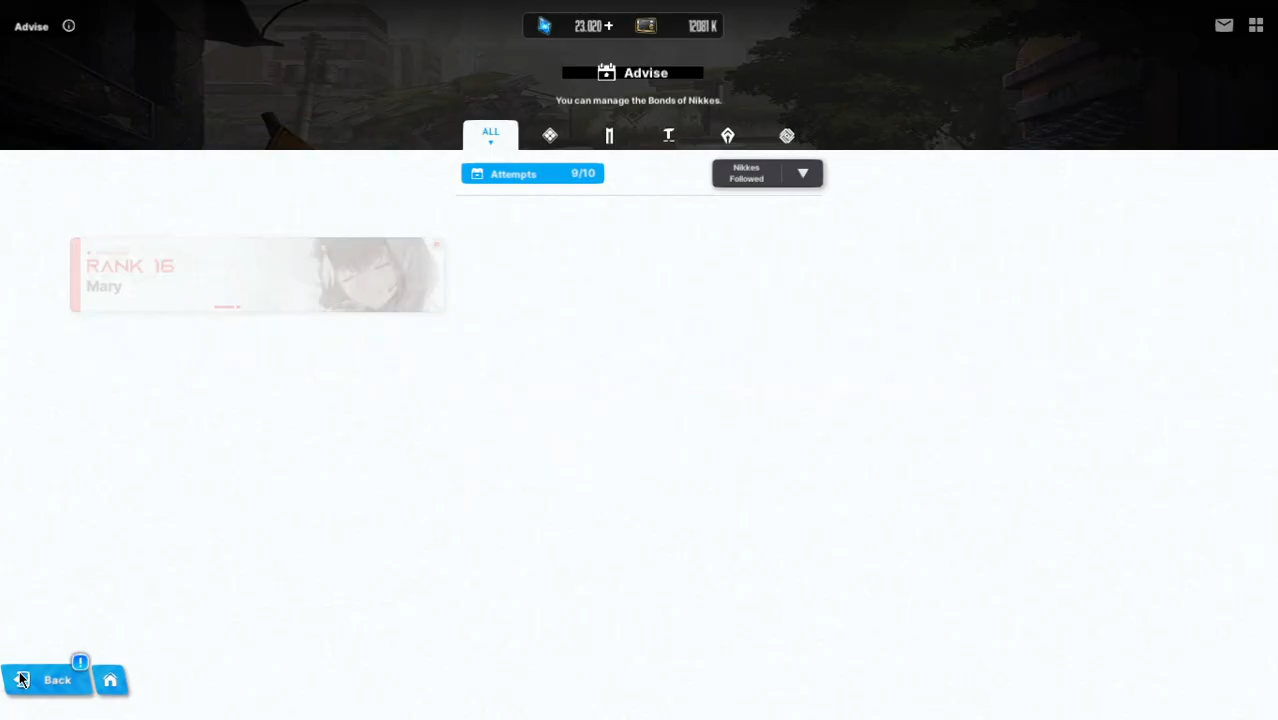 Advise
23,020 +
12081 K
Advise
You can manage the Bonds of Nikkes.
ALL
Attempts 9/10
Nikkes
Followed
RANK 16
Mary
Back